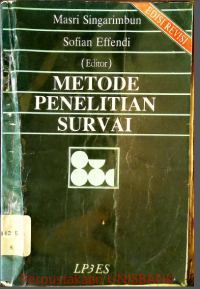 Masri Singarimbun
Sofian Effendi
(Editor)
EDISI REVISI
METODE
PENELITIAN
SURVAI
LP3ES
Perpustakaan UNISBANK